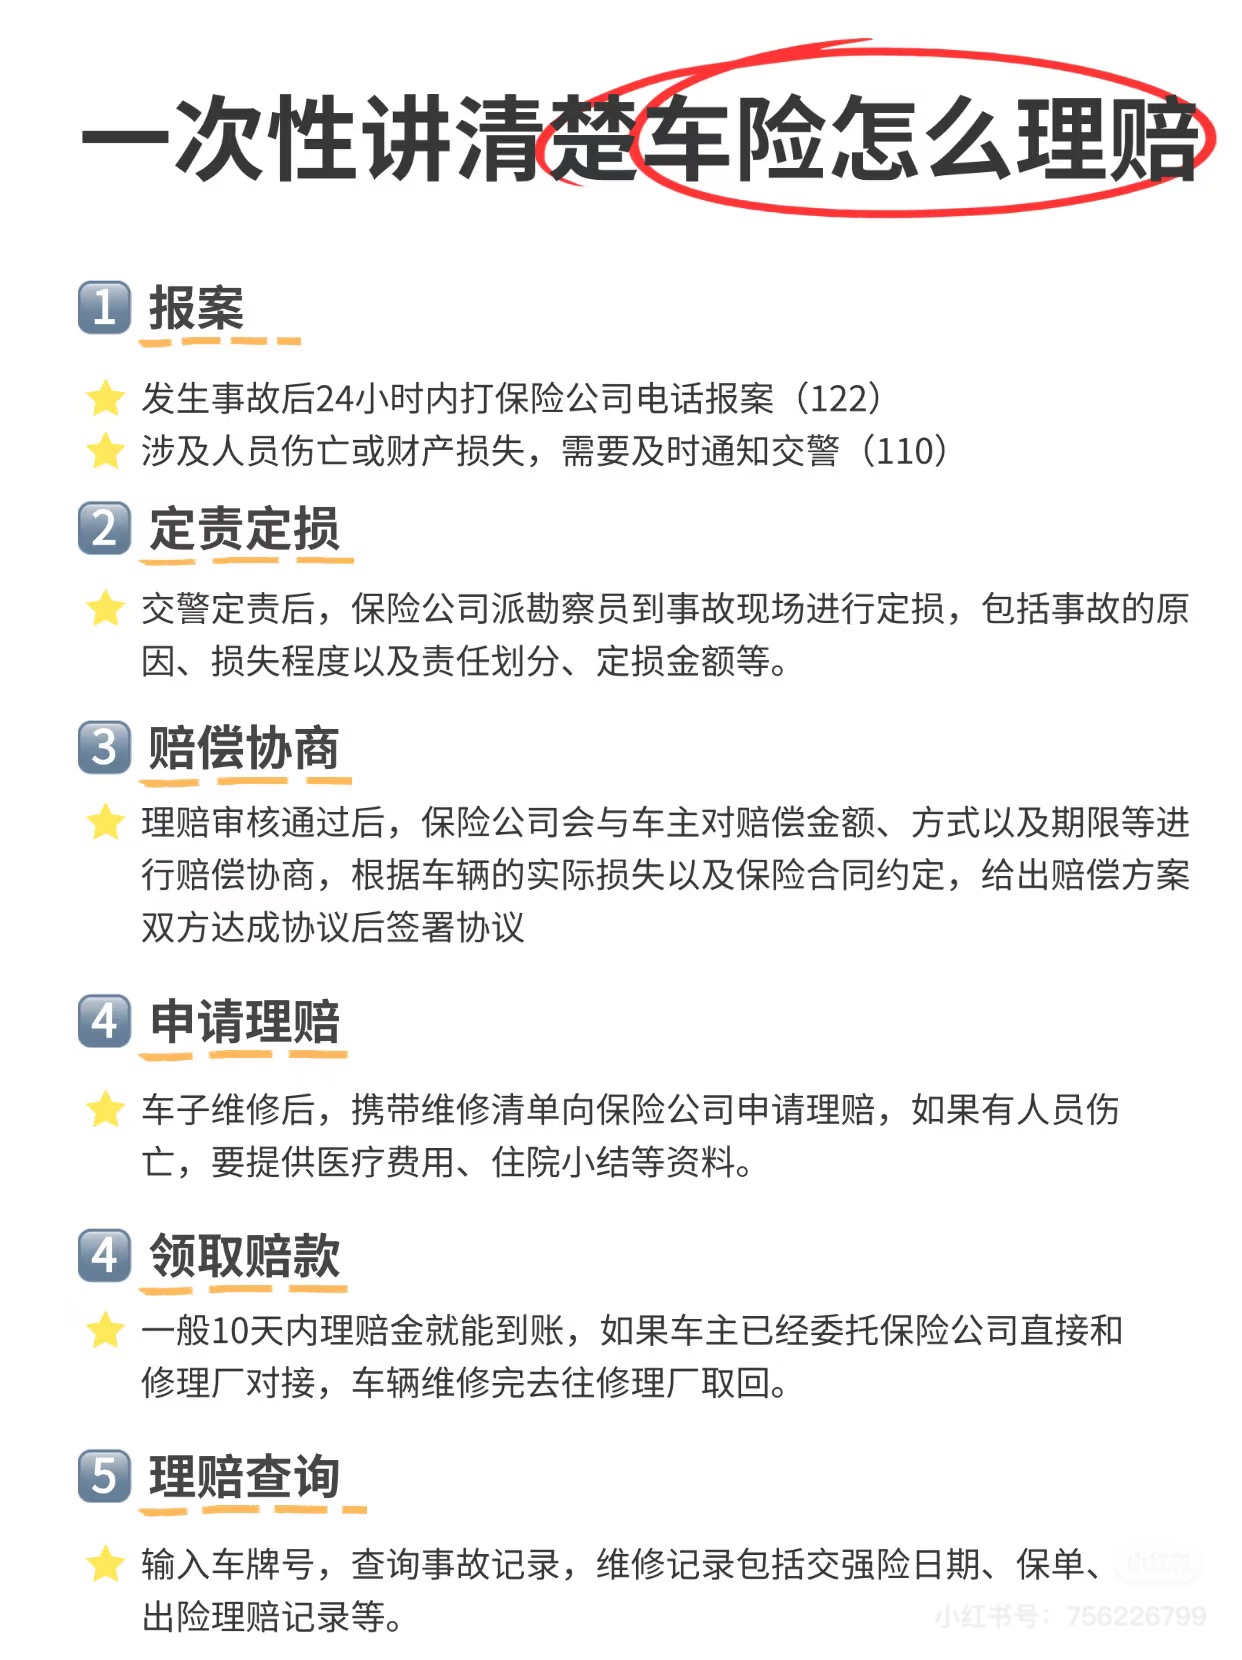 一次性讲清楚车险怎么理赔
1 报案
发生事故后24小时内打保险公司电话报案（122）
涉及人员伤亡或财产损失，需要及时通知交警（110）
2 定责定损
交警定责后，保险公司派勘察员到事故现场进行定损，包括事故的原
因、损失程度以及责任划分、定损金额等。
3 赔偿协商
理赔审核通过后，保险公司会与车主对赔偿金额、方式以及期限等进
行赔偿协商，根据车辆的实际损失以及保险合同约定，给出赔偿方案
双方达成协议后签署协议
4 申请理赔
车子维修后，携带维修清单向保险公司申请理赔，如果有人员伤
亡，要提供医疗费用、住院小结等资料。
4 领取赔款
一般10天内理赔金就能到账，如果车主已经委托保险公司直接和
修理厂对接，车辆维修完去往修理厂取回。
5 理赔查询
输入车牌号，查询事故记录，维修记录包括交强险日期、保单、
出险理赔记录等。
小红书
小红书号：756226799